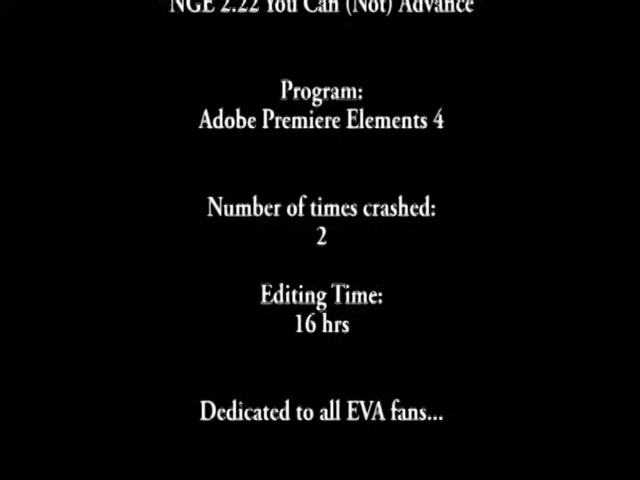 NGE 2.22 You Can (Not) Advance
Program:
Adobe Premiere Elements 4
Number of times crashed:
2
Editing Time:
16 hrs
Dedicated to all EVA fans...